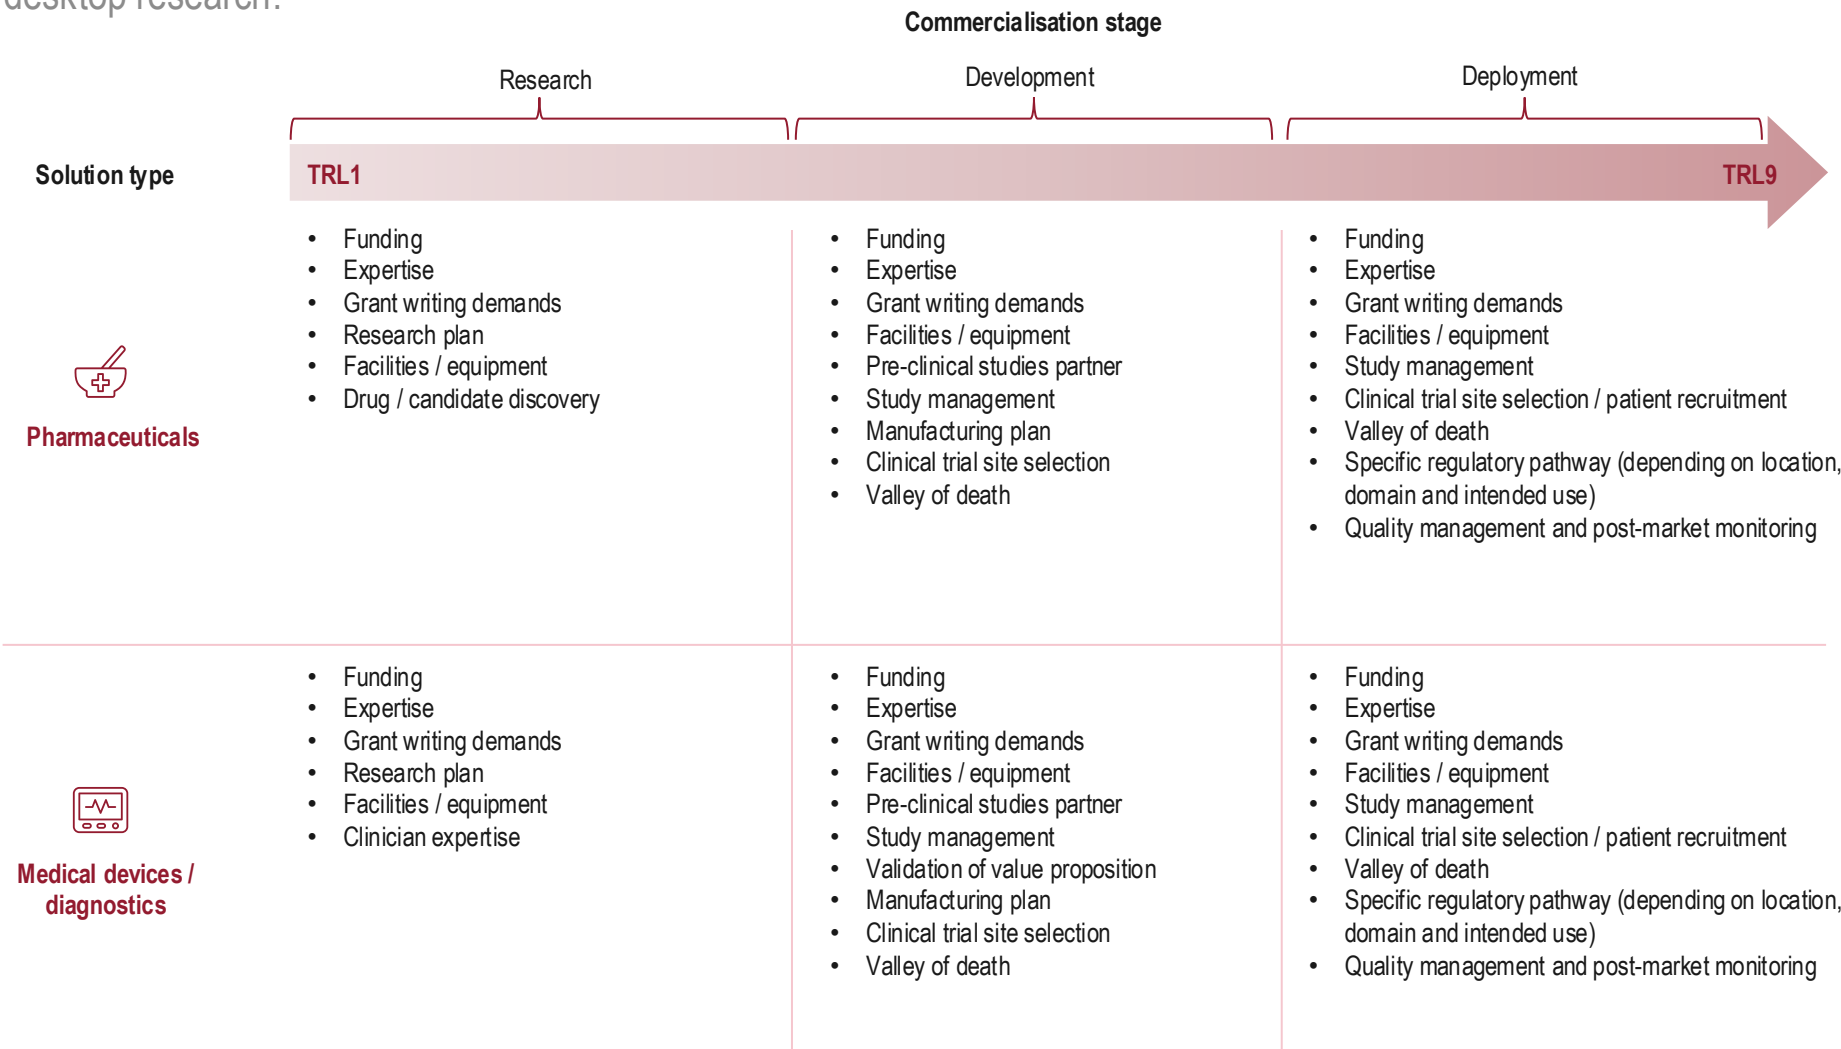 desktop research.
Commercialisation stage
Research
Development
Deployment
Solution type
TRL1
TRL9
Pharmaceuticals
• Funding
• Expertise
• Grant writing demands
• Research plan
• Facilities / equipment
• Drug / candidate discovery
• Funding
• Expertise
• Grant writing demands
• Facilities / equipment
• Pre-clinical studies partner
• Study management
• Manufacturing plan
• Clinical trial site selection
• Valley of death
• Funding
• Expertise
• Grant writing demands
• Facilities / equipment
• Study management
• Clinical trial site selection / patient recruitment
• Valley of death
• Specific regulatory pathway (depending on location,
domain and intended use)
• Quality management and post-market monitoring
Medical devices /
diagnostics
• Funding
• Expertise
• Grant writing demands
• Research plan
• Facilities / equipment
• Clinician expertise
• Funding
• Expertise
• Grant writing demands
• Facilities / equipment
• Pre-clinical studies partner
• Study management
• Validation of value proposition
• Manufacturing plan
• Clinical trial site selection
• Valley of death
• Funding
• Expertise
• Grant writing demands
• Facilities / equipment
• Study management
• Clinical trial site selection / patient recruitment
• Valley of death
• Specific regulatory pathway (depending on location,
domain and intended use)
• Quality management and post-market monitoring